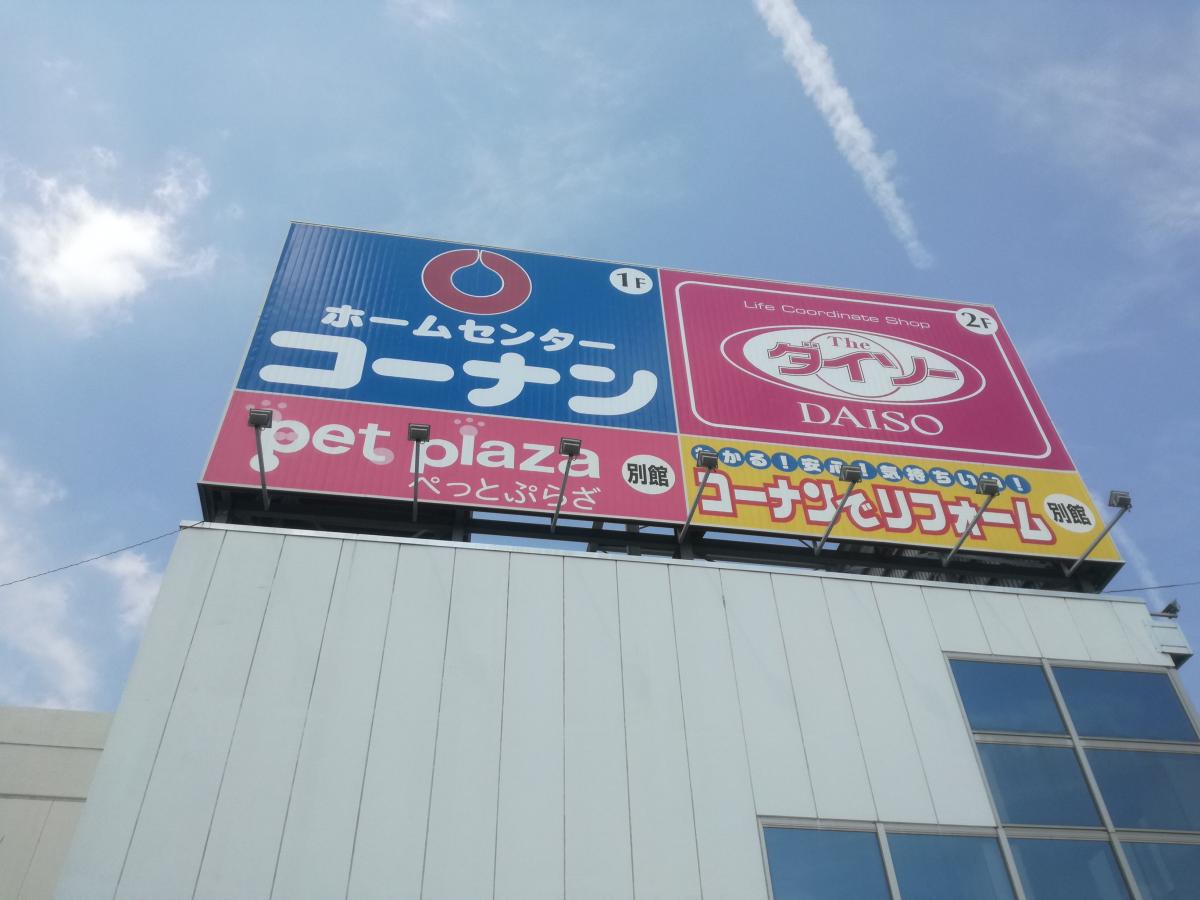 1F
ホームセンター
コーナン
Life Coordinate Shop
2F
The
ダイソー
DAISO
pet plaza
ぺっとぷらざ
別館
かる!安心!気持ちいい!
コーナンでリフォーム
別館